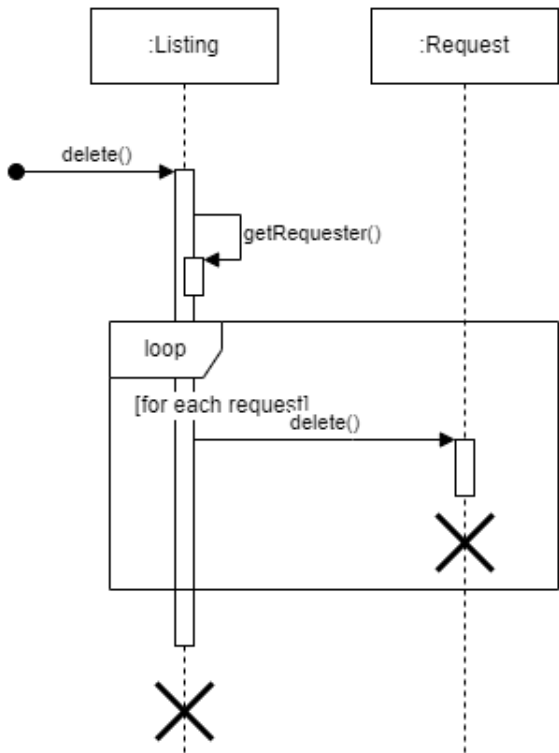 :Listing
:Request
delete()
getRequester()
loop
[for each request]
delete()